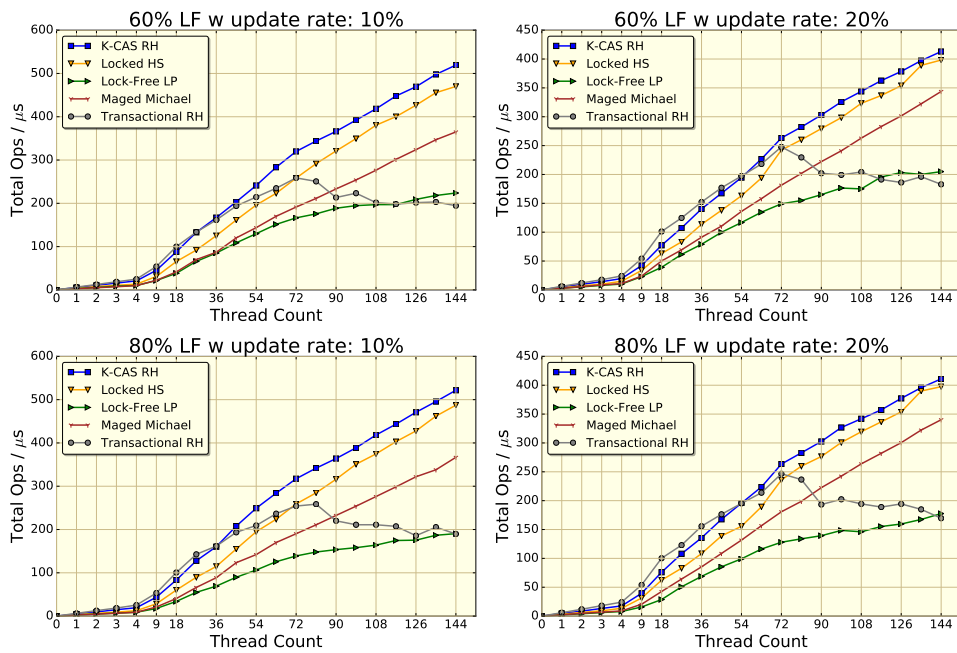 60% LF w update rate: 10%
Total Ops / μs
600
500
400
300
200
100
0
K-CAS RH
Locked HS
Lock-Free LP
Maged Michael
Transactional RH
0 1 2 3 4 9 18 36 54 72 90 108 126 144
Thread Count
60% LF w update rate: 20%
Total Ops / μs
450
400
350
300
250
200
150
100
50
0
K-CAS RH
Locked HS
Lock-Free LP
Maged Michael
Transactional RH
0 1 2 3 4 9 18 36 54 72 90 108 126 144
Thread Count
80% LF w update rate: 10%
Total Ops / μs
600
500
400
300
200
100
0
K-CAS RH
Locked HS
Lock-Free LP
Maged Michael
Transactional RH
0 1 2 3 4 9 18 36 54 72 90 108 126 144
Thread Count
80% LF w update rate: 20%
Total Ops / μs
450
400
350
300
250
200
150
100
50
0
K-CAS RH
Locked HS
Lock-Free LP
Maged Michael
Transactional RH
0 1 2 3 4 9 18 36 54 72 90 108 126 144
Thread Count